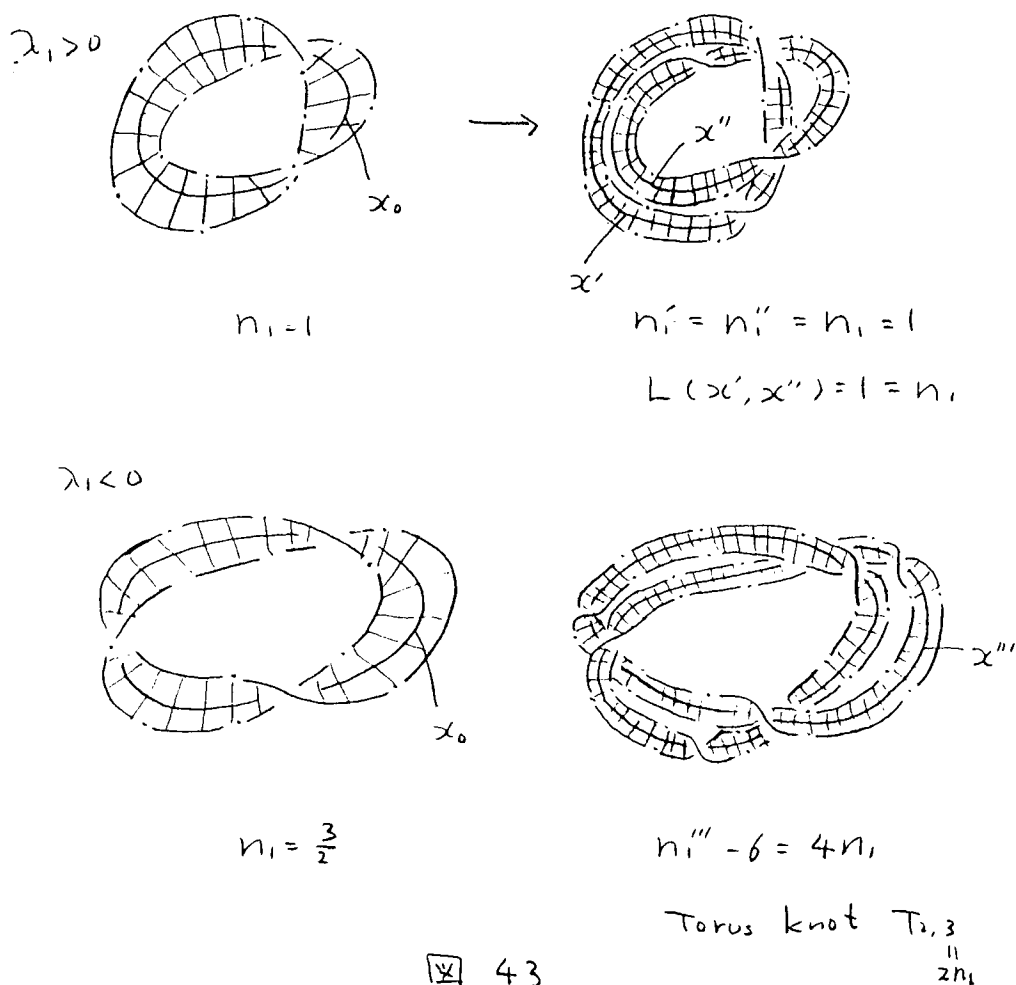 λ₁>0
x₀
x''
x'
n₁=1
n₁' = n₁'' = n₁ = 1
L(x', x'') = 1 = n₁
λ₁<0
x₀
x'''
n₁ = 3/2
n₁''' = 6 = 4n₁
Torus knot T₂,₃
॥
2n₁
図 43